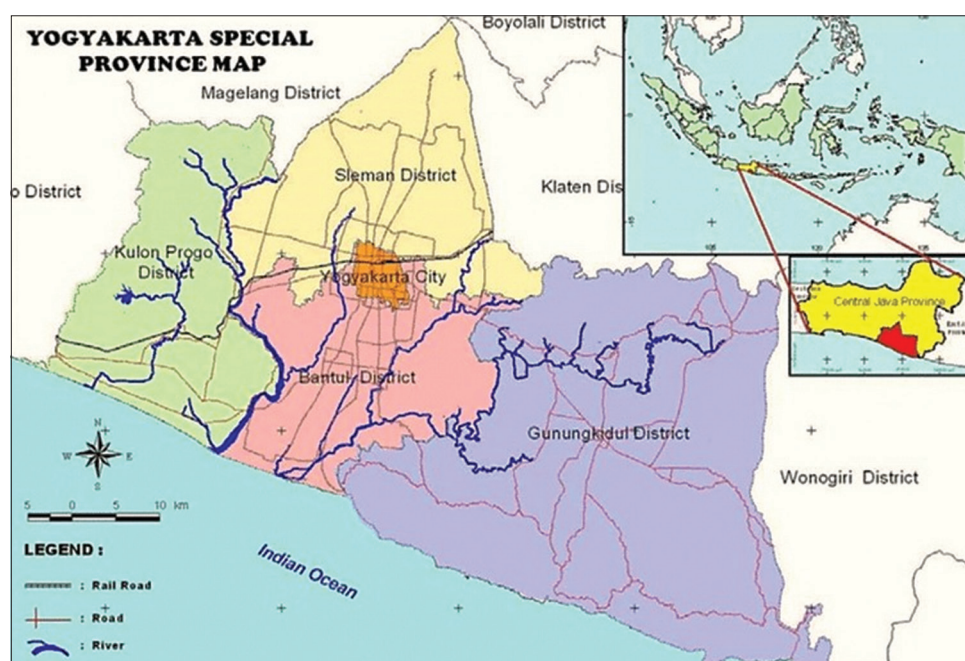 YOGYAKARTA SPECIAL
PROVINCE MAP
Boyolali District
Magelang District
o District
Sleman District
Klaten Dis
Kulon Progo
District
Yogyakarta City
Central Java Province
Bantul District
Gunungkidul District
Wonogiri District
N
W
E
S
5
0
5
10 km
Indian Ocean
LEGEND :
: Rail Road
: Road
: River